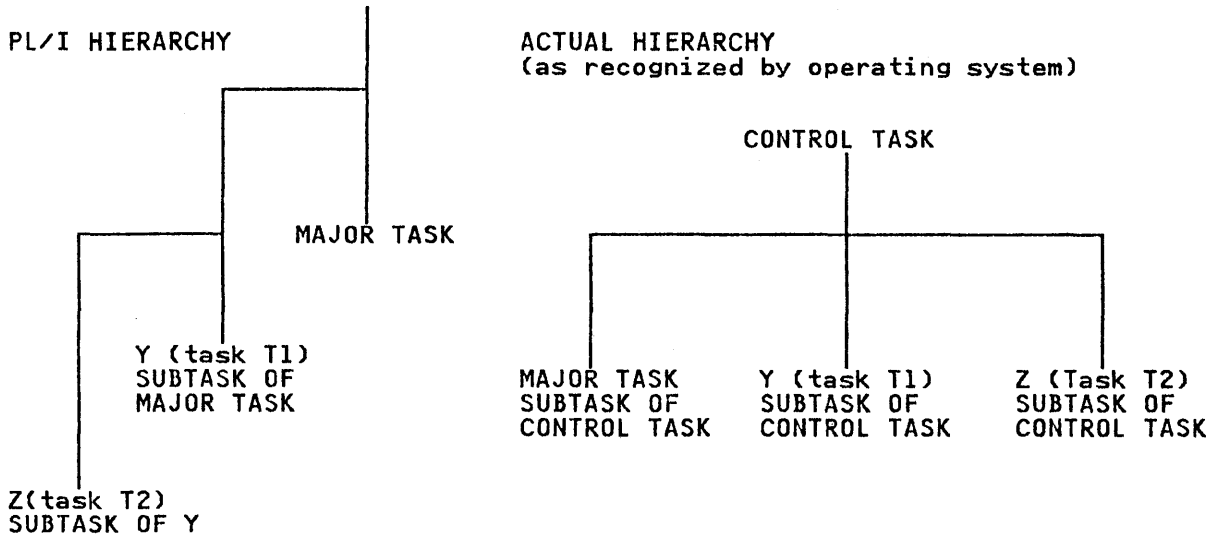 PL/I HIERARCHY
MAJOR TASK
Y (task T1)
SUBTASK OF
MAJOR TASK
Z(task T2)
SUBTASK OF Y
ACTUAL HIERARCHY
(as recognized by operating system)
CONTROL TASK
MAJOR TASK
SUBTASK OF
CONTROL TASK
Y (task T1)
SUBTASK OF
CONTROL TASK
Z (Task T2)
SUBTASK OF
CONTROL TASK